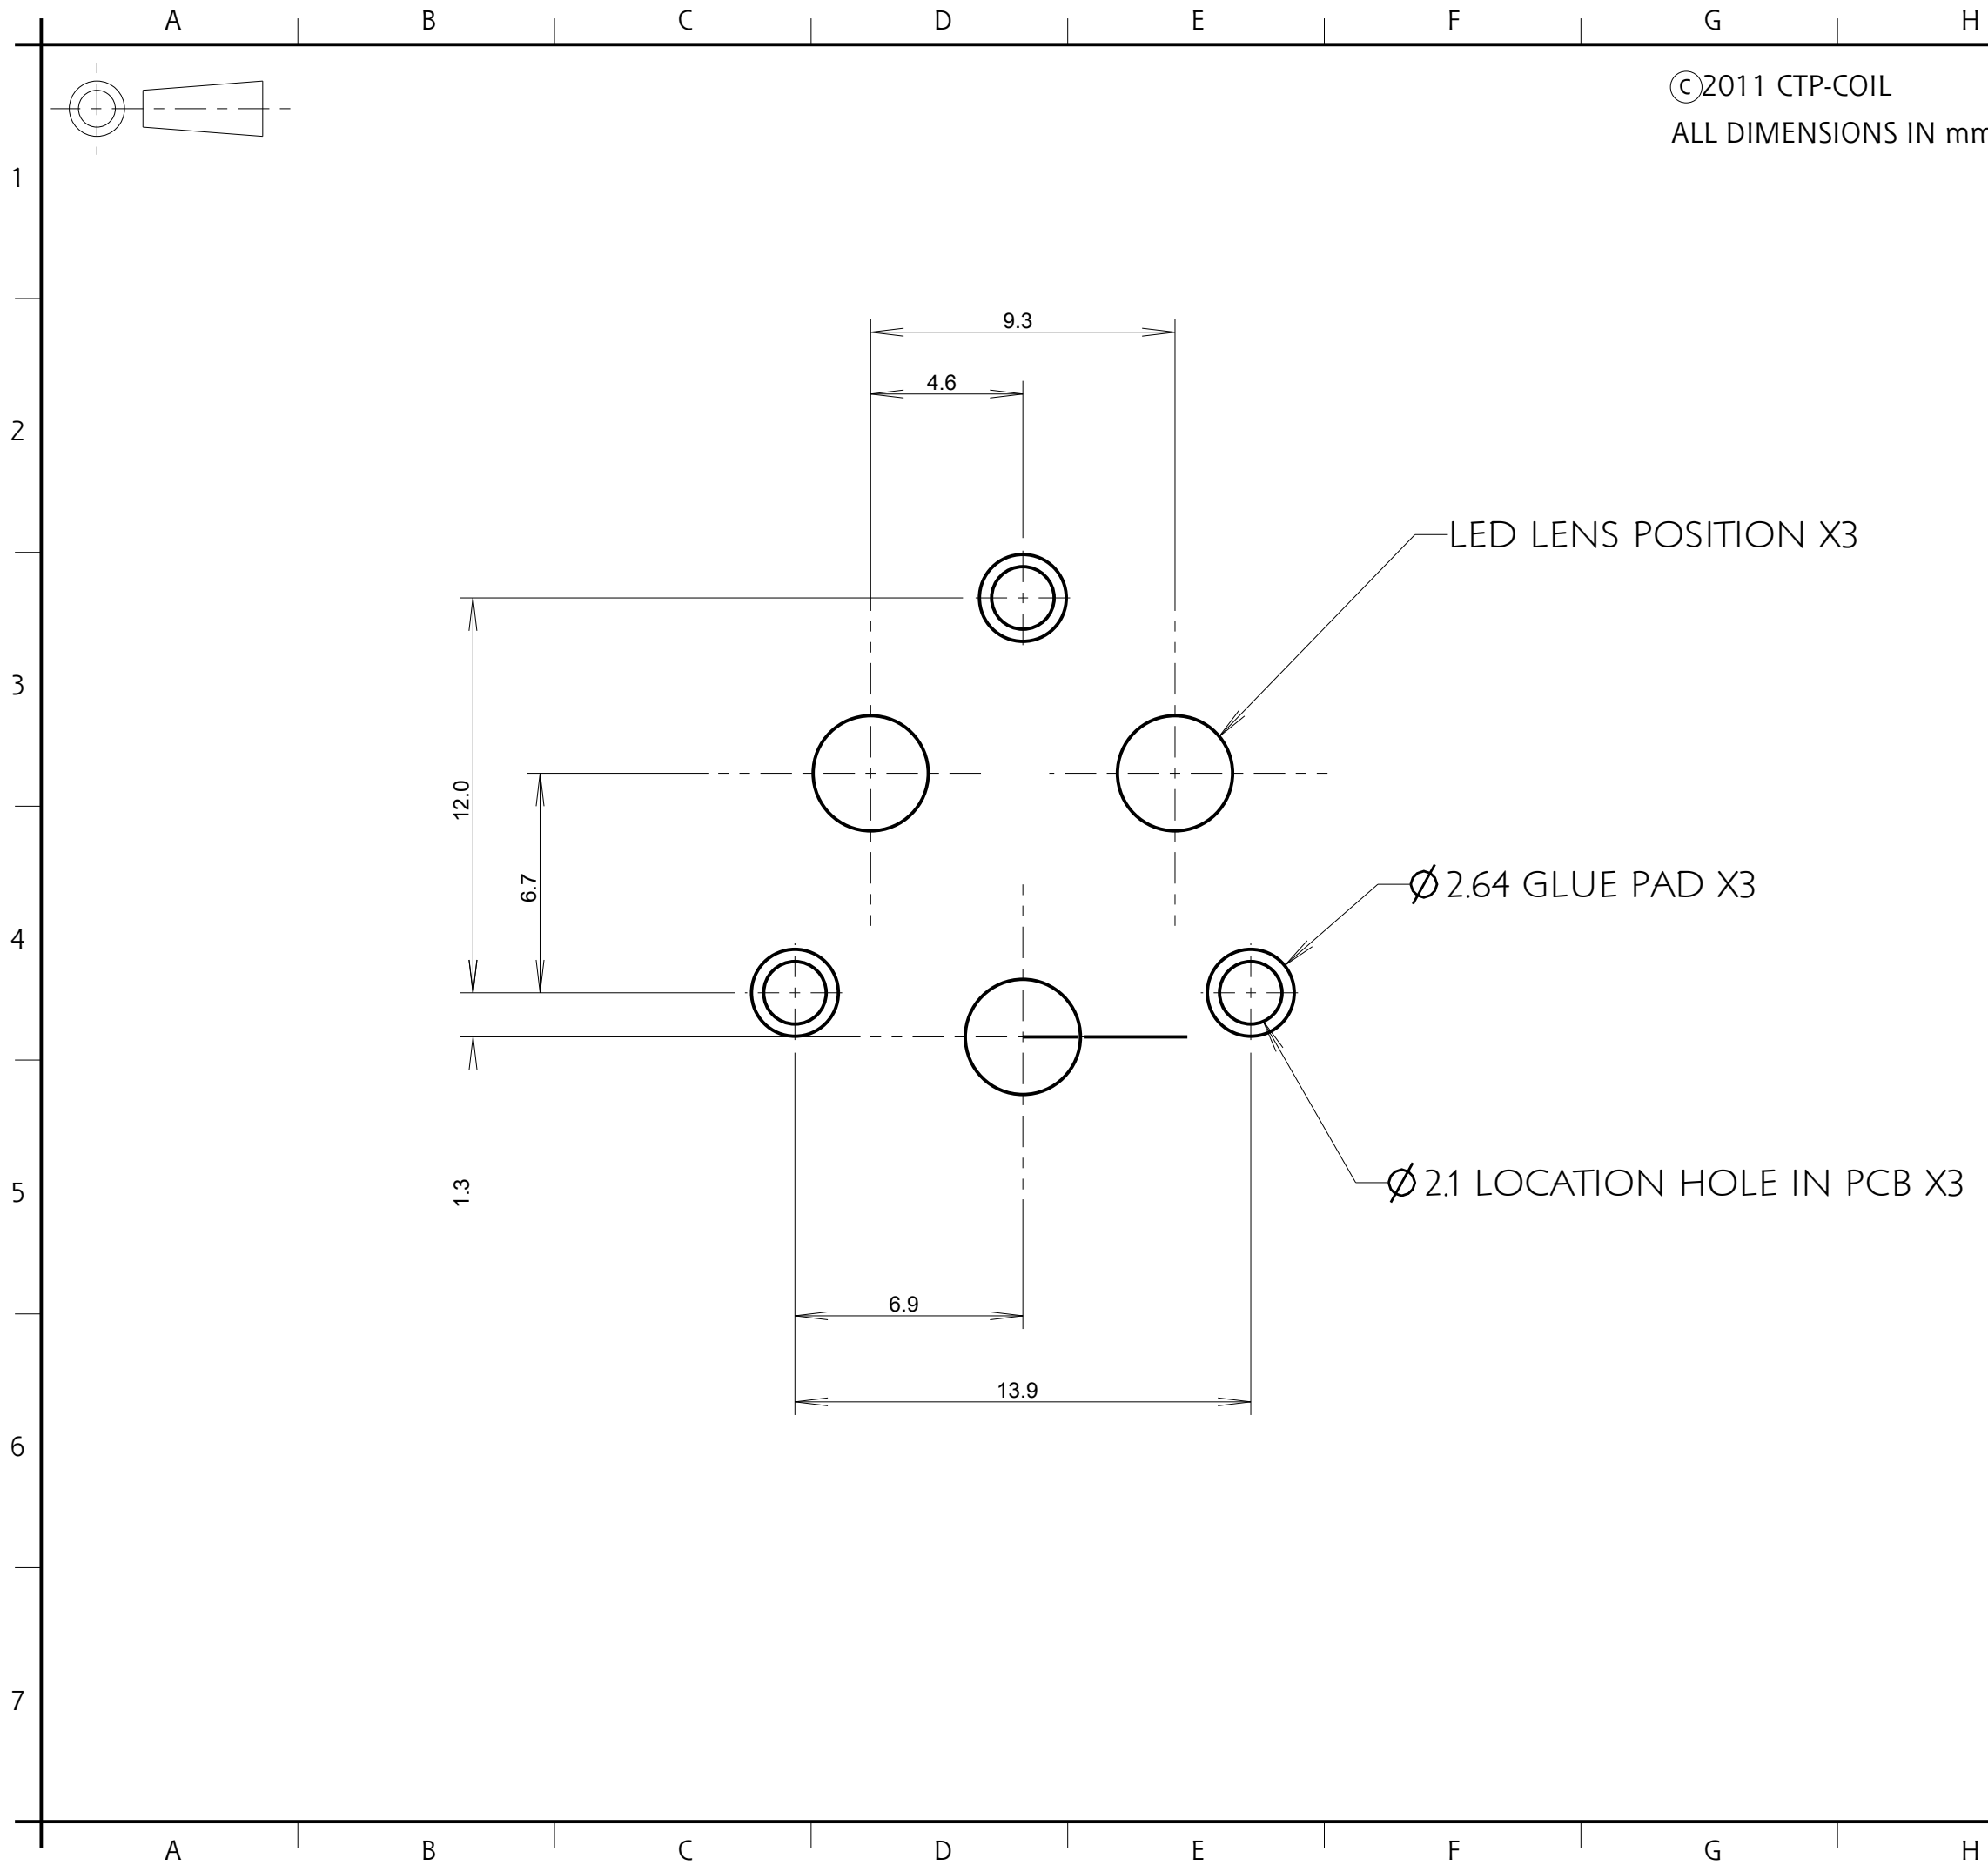 A B C D E F G H
©2011 CTP-COIL
ALL DIMENSIONS IN mm
1
9.3
4.6
2
LED LENS POSITION X3
3
12.0
6.7
Ø 2.64 GLUE PAD X3
4
Ø 2.1 LOCATION HOLE IN PCB X3
5
1.3
6.9
13.9
6
7
A B C D E F G H